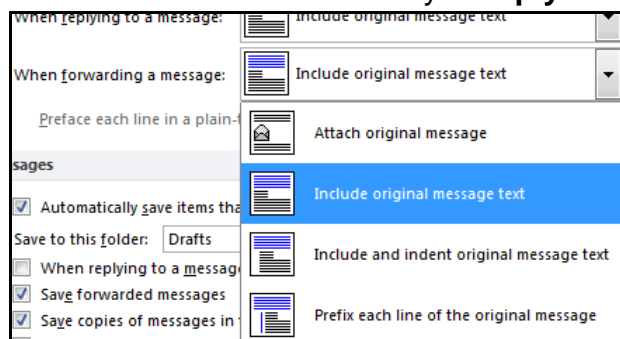 When replying to a message: Include original message text
When forwarding a message: Include original message text
Preface each line in a plain-
Attach original message
sages
Include original message text
Automatically save items tha
Save to this folder: Drafts
Include and indent original message text
When replying to a message
Save forwarded messages
Prefix each line of the original message
Save copies of messages in